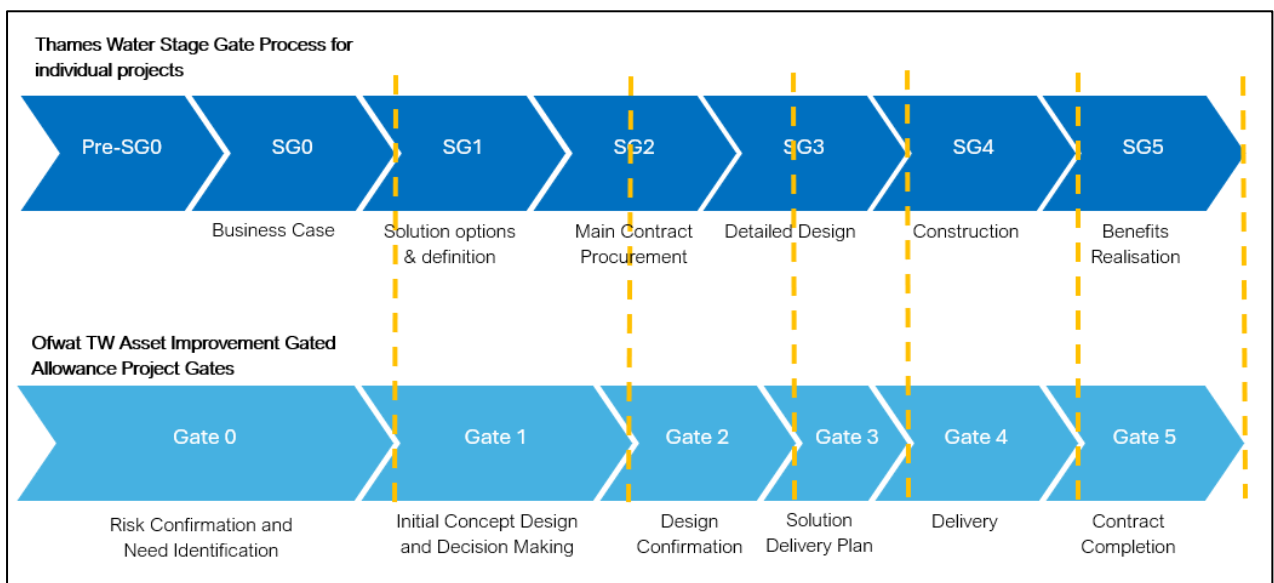 Thames Water Stage Gate Process for
individual projects
Pre-SG0
SG0
SG1
SG2
SG3
SG4
SG5
Business Case
Solution options
& definition
Main Contract
Procurement
Detailed Design
Construction
Benefits
Realisation
Ofwat TW Asset Improvement Gated
Allowance Project Gates
Gate 0
Gate 1
Gate 2
Gate 3
Gate 4
Gate 5
Risk Confirmation and
Need Identification
Initial Concept Design
and Decision Making
Design
Confirmation
Solution
Delivery Plan
Delivery
Contract
Completion